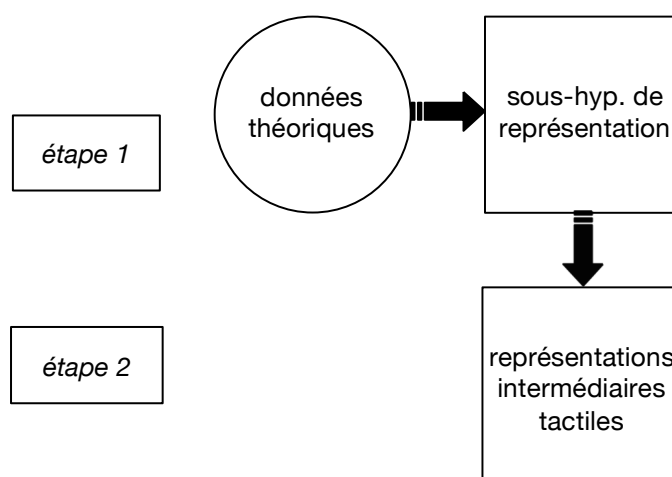 données
théoriques
sous-hyp. de
représentation
étape 1
étape 2
représentations
intermédiaires
tactiles